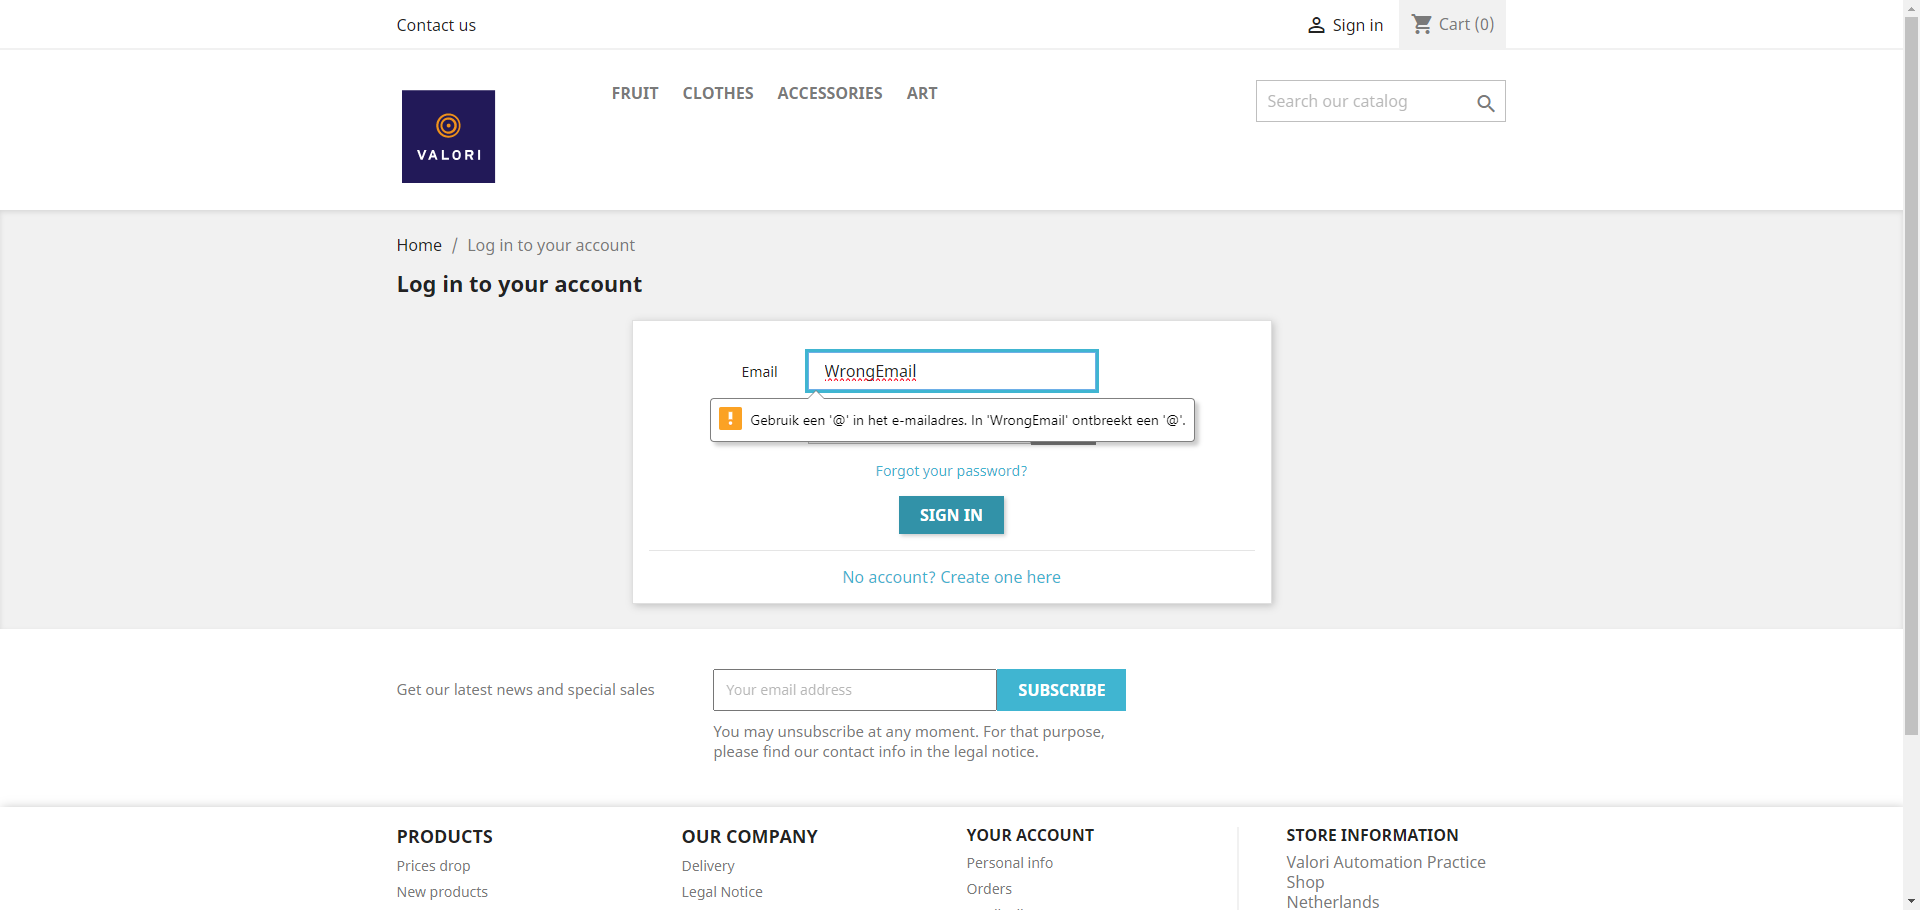 Contact us
Sign in
Cart (0)
VALORI
FRUIT
CLOTHES
ACCESSORIES
ART
Search our catalog
Home / Log in to your account
Log in to your account
Email
WrongEmail
Gebruik een '@' in het e-mailadres. In 'WrongEmail' ontbreekt een '@'.
Forgot your password?
SIGN IN
No account? Create one here
Get our latest news and special sales
Your email address
SUBSCRIBE
You may unsubscribe at any moment. For that purpose,
please find our contact info in the legal notice.
PRODUCTS
Prices drop
New products
OUR COMPANY
Delivery
Legal Notice
YOUR ACCOUNT
Personal info
Orders
STORE INFORMATION
Valori Automation Practice
Shop
Netherlands